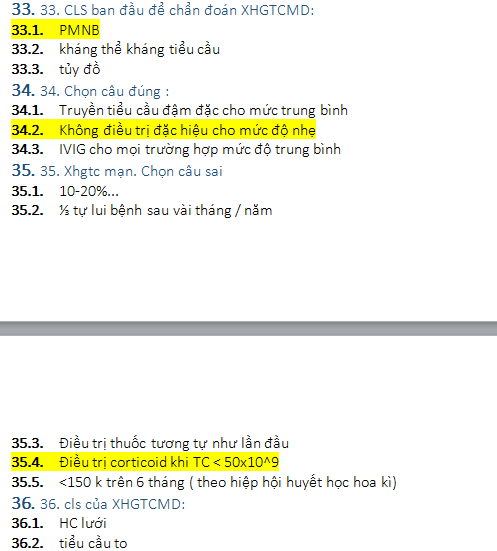 33. 33. CLS ban đầu để chẩn đoán XHGTCMD:
33.1. PMNB
33.2. kháng thể kháng tiểu cầu
33.3. tủy đồ
34. 34. Chọn câu đúng :
34.1. Truyền tiểu cầu đậm đặc cho mức trung bình
34.2. Không điều trị đặc hiệu cho mức độ nhẹ
34.3. IVIG cho mọi trường hợp mức độ trung bình
35. 35. Xhgtc mạn. Chọn câu sai
35.1. 10-20%...
35.2. ⅓ tự lui bệnh sau vài tháng / năm
35.3. Điều trị thuốc tương tự như lần đầu
35.4. Điều trị corticoid khi TC < 50x10^9
35.5. <150 k trên 6 tháng ( theo hiệp hội huyết học hoa kì)
36. 36. cls của XHGTCMD:
36.1. HC lưới
36.2. tiểu cầu to